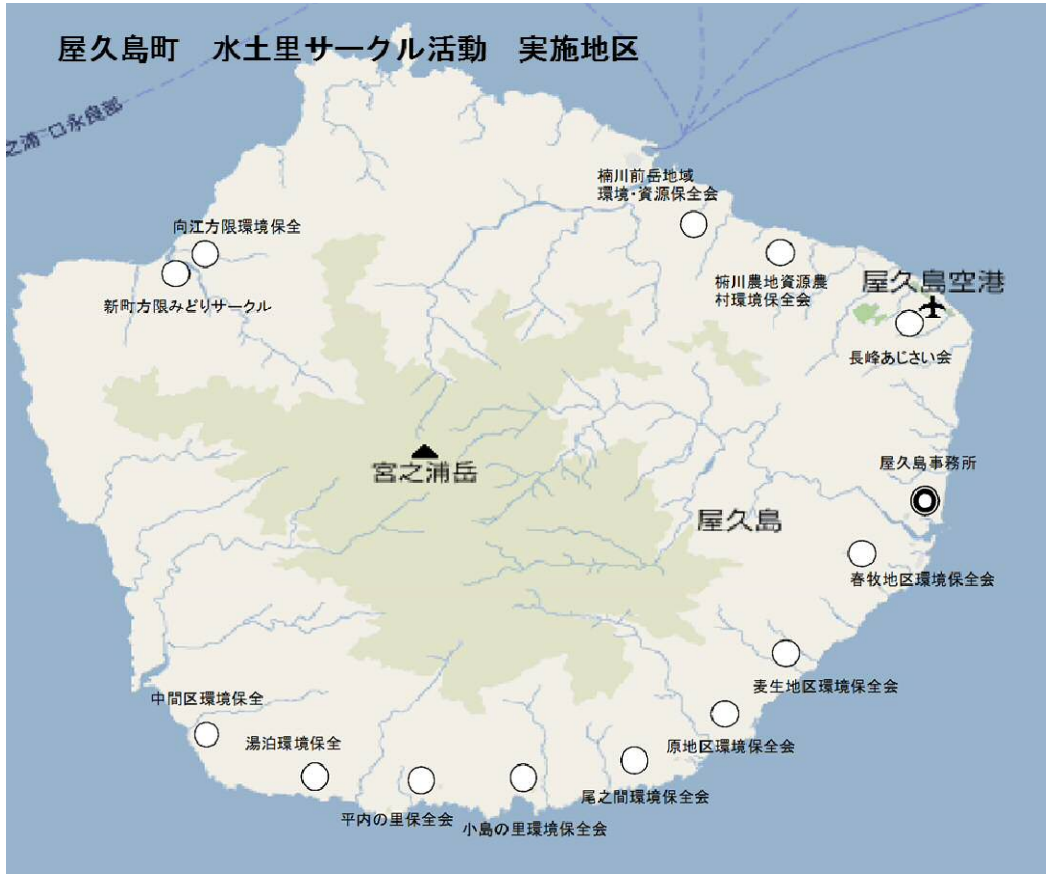 屋久島町　水土里サークル活動　実施地区
之浦-口永良部
楠川前岳地域
環境・資源保全会
向江方限環境保全
新町方限みどりサークル
椨川農地資源農
村環境保全会
屋久島空港
長峰あじさい会
宮之浦岳
屋久島事務所
屋久島
春牧地区環境保全会
麦生地区環境保全会
中間区環境保全
湯泊環境保全
原地区環境保全会
尾之間環境保全会
平内の里保全会
小島の里環境保全会